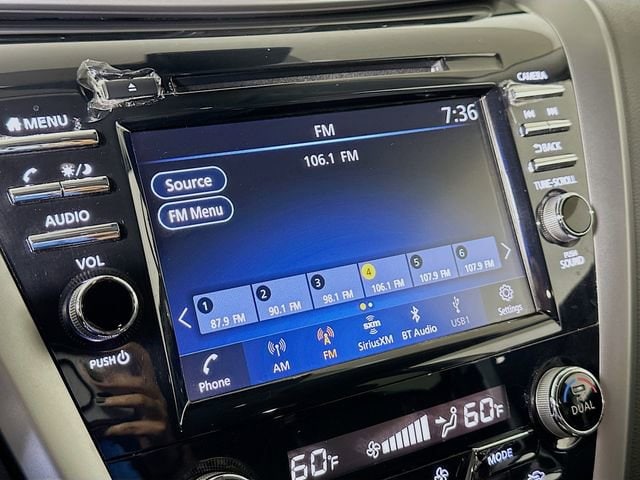 MENU
AUDIO
VOL
PUSH
FM
7:36
106.1 FM
Source
FM Menu
1 87.9 FM
2 90.1 FM
3 98.1 FM
4 106.1 FM
5 107.9 FM
6 107.9 FM
Phone
AM
FM
SXM
SiriusXM
BT Audio
USB1
Settings
CAMERA
BACK
TUNE·SCROLL
PUSH
SOUND
60°F
60°F
MODE
DUAL